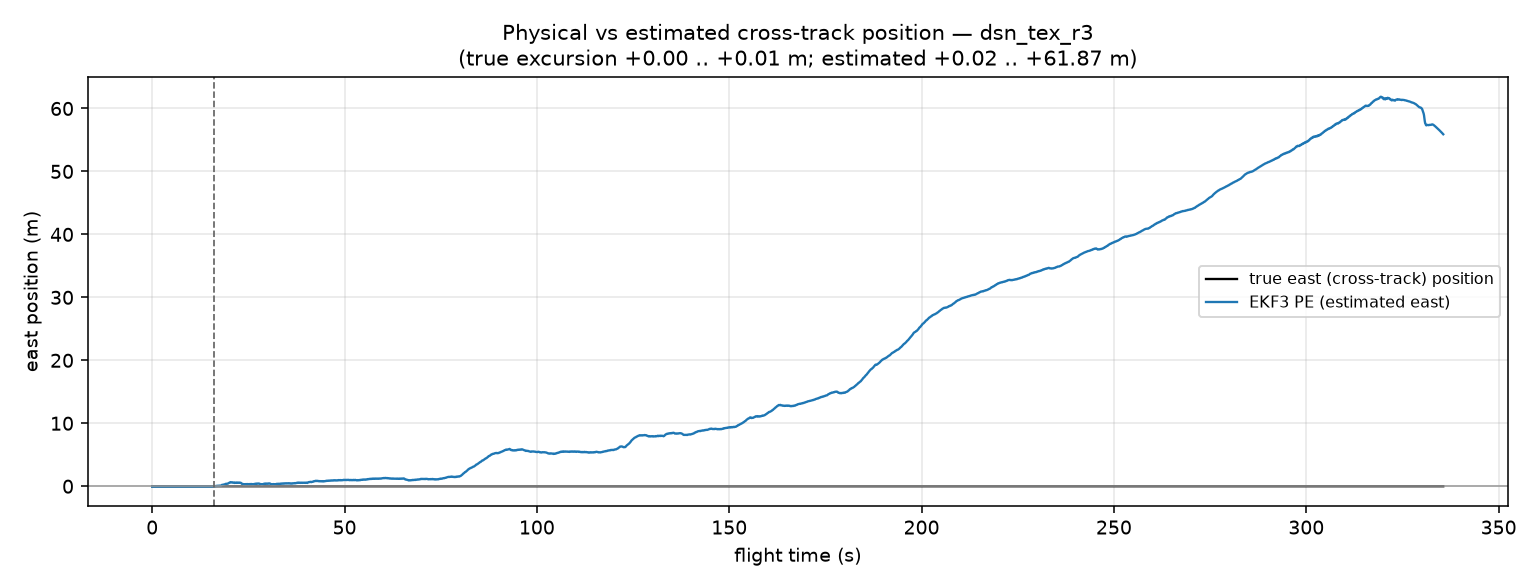 Physical vs estimated cross-track position — dsn_tex_r3
(true excursion +0.00 .. +0.01 m; estimated +0.02 .. +61.87 m)
60
50
40
30
20
10
0
east position (m)
true east (cross-track) position
EKF3 PE (estimated east)
0
50
100
150
200
250
300
350
flight time (s)